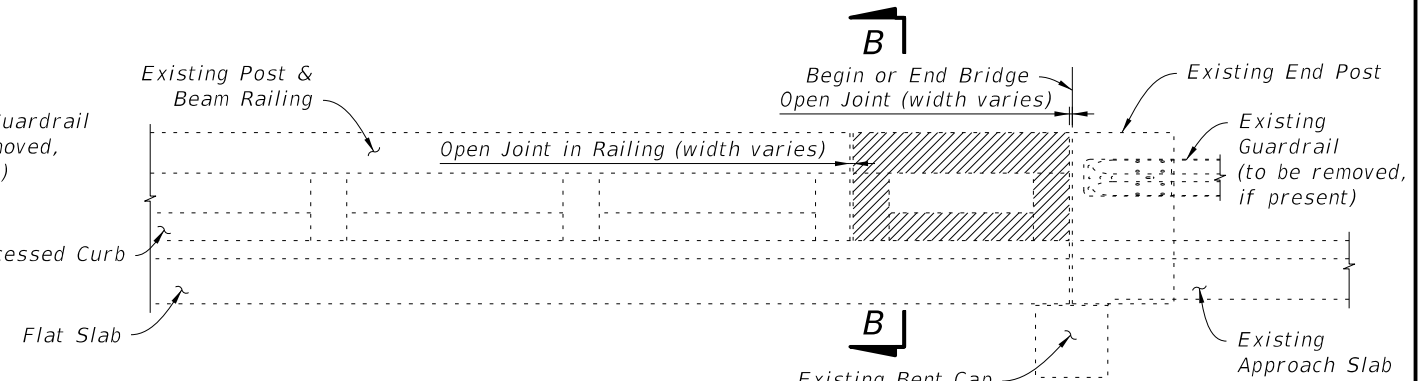 B
Existing Post &
Beam Railing
Begin or End Bridge
Open Joint (width varies)
Existing End Post
Existing
Guardrail
(to be removed,
if present)
Open Joint in Railing (width varies)
Curb
Flat Slab
B
Existing
Approach Slab
Existing Bent Cap